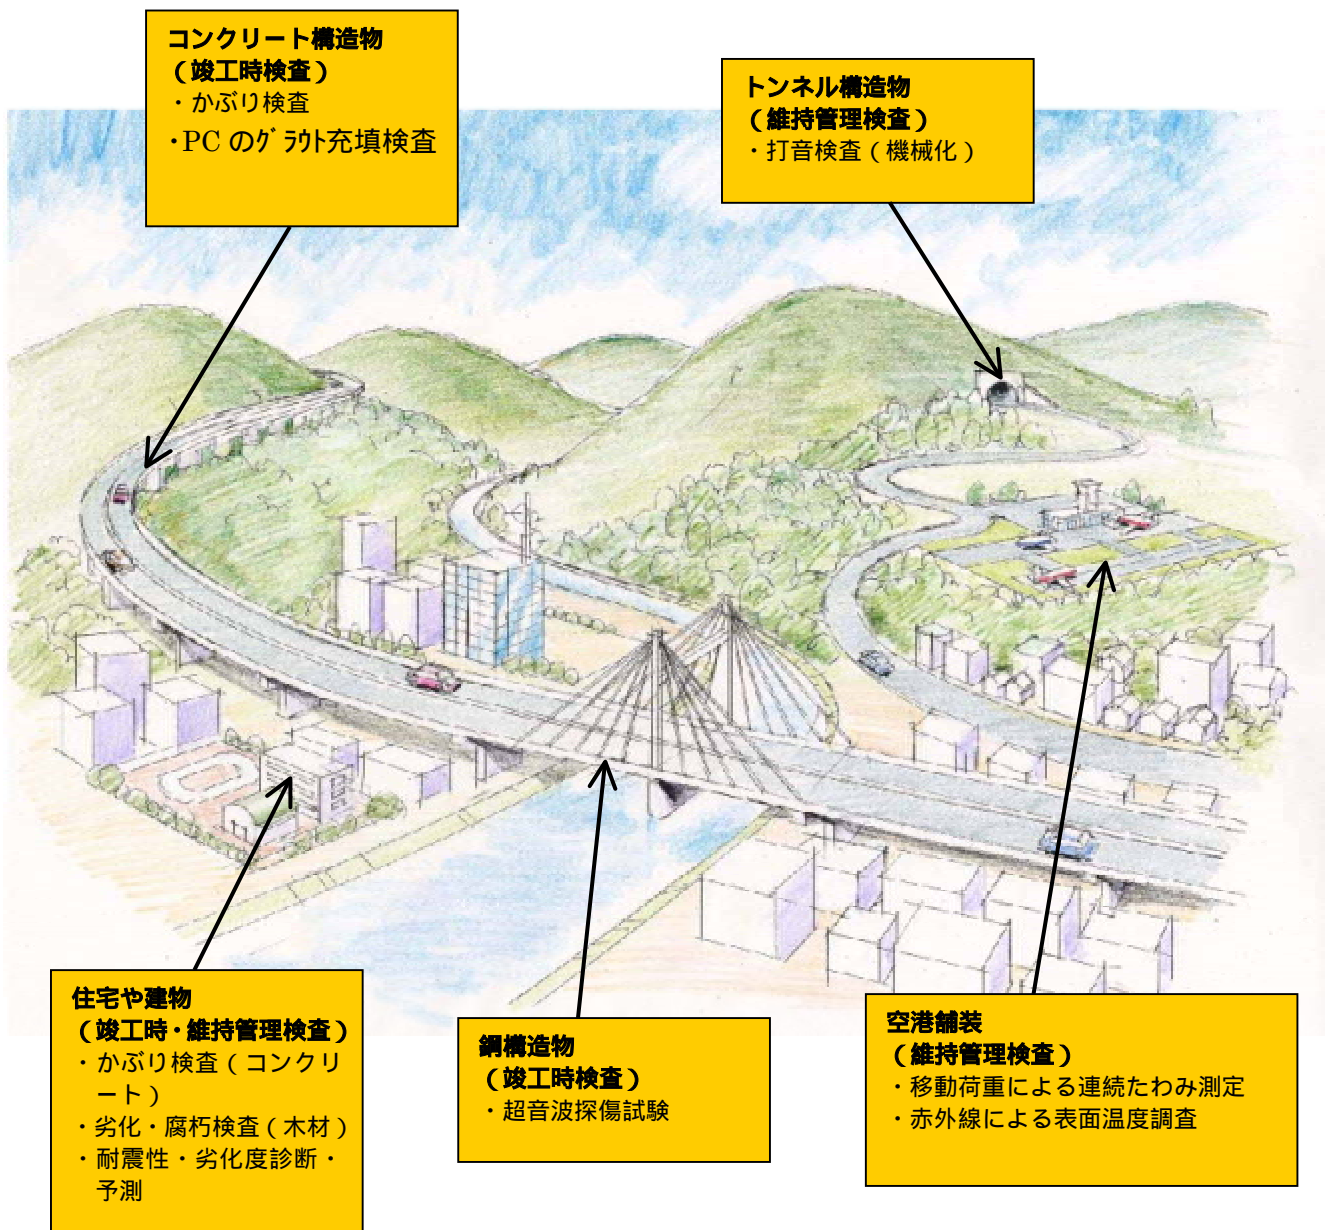 コンクリート構造物
（竣工時検査）
・かぶり検査
・PC のｸﾞﾗｳﾄ充填検査
トンネル構造物
（維持管理検査）
・打音検査（機械化）
住宅や建物
（竣工時・維持管理検査）
・かぶり検査（コンクリ
ート）
・劣化・腐朽検査（木材）
・耐震性・劣化度診断・
予測
鋼構造物
（竣工時検査）
・超音波探傷試験
空港舗装
（維持管理検査）
・移動荷重による連続たわみ測定
・赤外線による表面温度調査